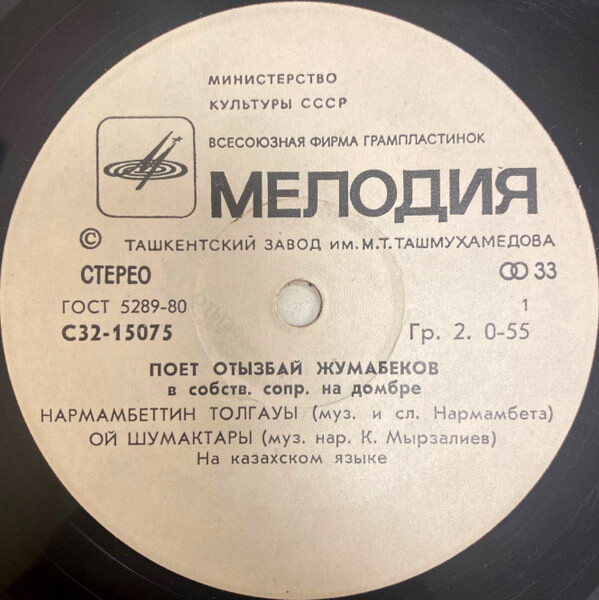 МИНИСТЕРСТВО
КУЛЬТУРЫ СССР
ВСЕСОЮЗНАЯ ФИРМА ГРАМПЛАСТИНОК
МЕЛОДИЯ
© ТАШКЕНТСКИЙ ЗАВОД ИМ. М.Т. ТАШМУХАМЕДОВА
СТЕРЕО 33
ГОСТ 5289-80 1
С32-15075 Гр. 2. 0-55
ПОЕТ ОТЫЗБАЙ ЖУМАБЕКОВ
в собств. сопр. на домбре
НАРМАМБЕТТИН ТОЛГАУЫ (муз. и сл. Нармамбета)
ОЙ ШУМАКТАРЫ (муз. нар. К. Мырзалиев)
На казахском языке